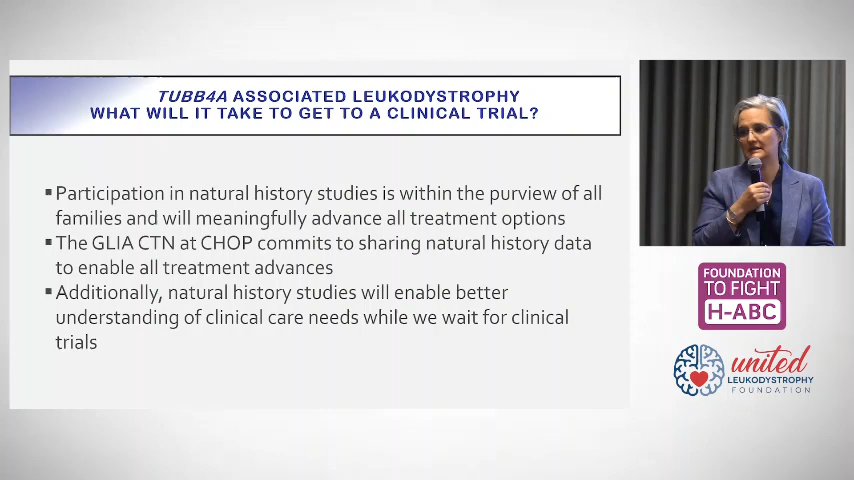 TUBB4A ASSOCIATED LEUKODYSTROPHY
WHAT WILL IT TAKE TO GET TO A CLINICAL TRIAL?
▪Participation in natural history studies is within the purview of all
families and will meaningfully advance all treatment options
▪The GLIA CTN at CHOP commits to sharing natural history data
to enable all treatment advances
▪Additionally, natural history studies will enable better
understanding of clinical care needs while we wait for clinical
trials
FOUNDATION
TO FIGHT
H-ABC
united
LEUKODYSTROPHY
FOUNDATION